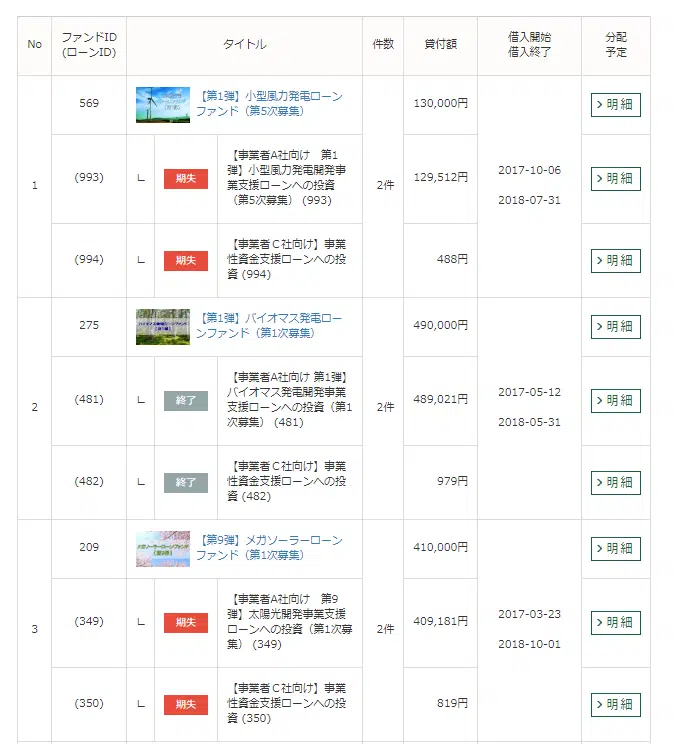 No
ファンドID
(ローンID)
タイトル
件数
貸付額
借入開始
借入終了
分配
予定
1
569
【第1弾】小型風力発電ローン
ファンド（第5次募集）
2件
130,000円
2017-10-06
2018-07-31
明細
(993)
∟
期失
【事業者A社向け　第1
弾】小型風力発電開発事
業支援ローンへの投資
（第5次募集） (993)
129,512円
明細
(994)
∟
期失
【事業者Ｃ社向け】事業
性資金支援ローンへの投
資 (994)
488円
明細
2
275
【第1弾】バイオマス発電ロー
ンファンド（第1次募集）
2件
490,000円
2017-05-12
2018-05-31
明細
(481)
∟
終了
【事業者A社向け 第1弾】
バイオマス発電開発事業
支援ローンへの投資（第1
次募集） (481)
489,021円
明細
(482)
∟
終了
【事業者Ｃ社向け】事業
性資金支援ローンへの投
資 (482)
979円
明細
3
209
【第9弾】メガソーラーローン
ファンド（第1次募集）
2件
410,000円
2017-03-23
2018-10-01
明細
(349)
∟
期失
【事業者A社向け　第9
弾】太陽光開発事業支援
ローンへの投資（第1次募
集） (349)
409,181円
明細
(350)
∟
期失
【事業者Ｃ社向け】事業
性資金支援ローンへの投
資 (350)
819円
明細